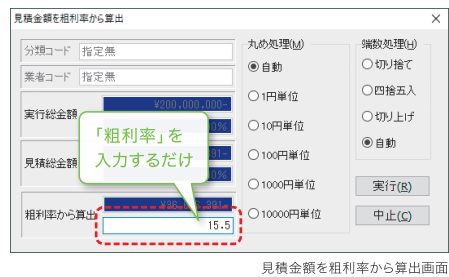 見積金額を粗利率から算出
分類コード 指定無
業者コード 指定無
実行総金額 ¥200,000,000-
見積総金額
粗利率から算出
15.5
「粗利率」を
入力するだけ
丸め処理(M)
自動
1円単位
10円単位
100円単位
1000円単位
10000円単位
端数処理(H)
切り捨て
四捨五入
切り上げ
自動
実行(R)
中止(C)
見積金額を粗利率から算出画面